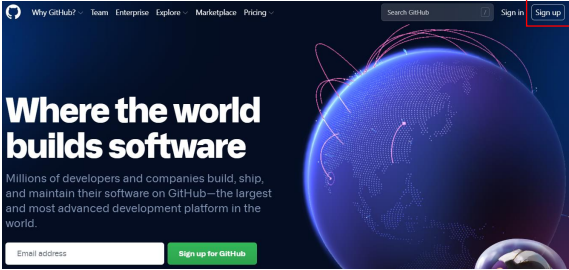 Why GitHub? Team Enterprise Explore Marketplace Pricing Search GitHub / Sign in Sign up
Where the world
builds software
Millions of developers and companies build, ship,
and maintain their software on GitHub—the largest
and most advanced development platform in the
world.
Email address Sign up for GitHub